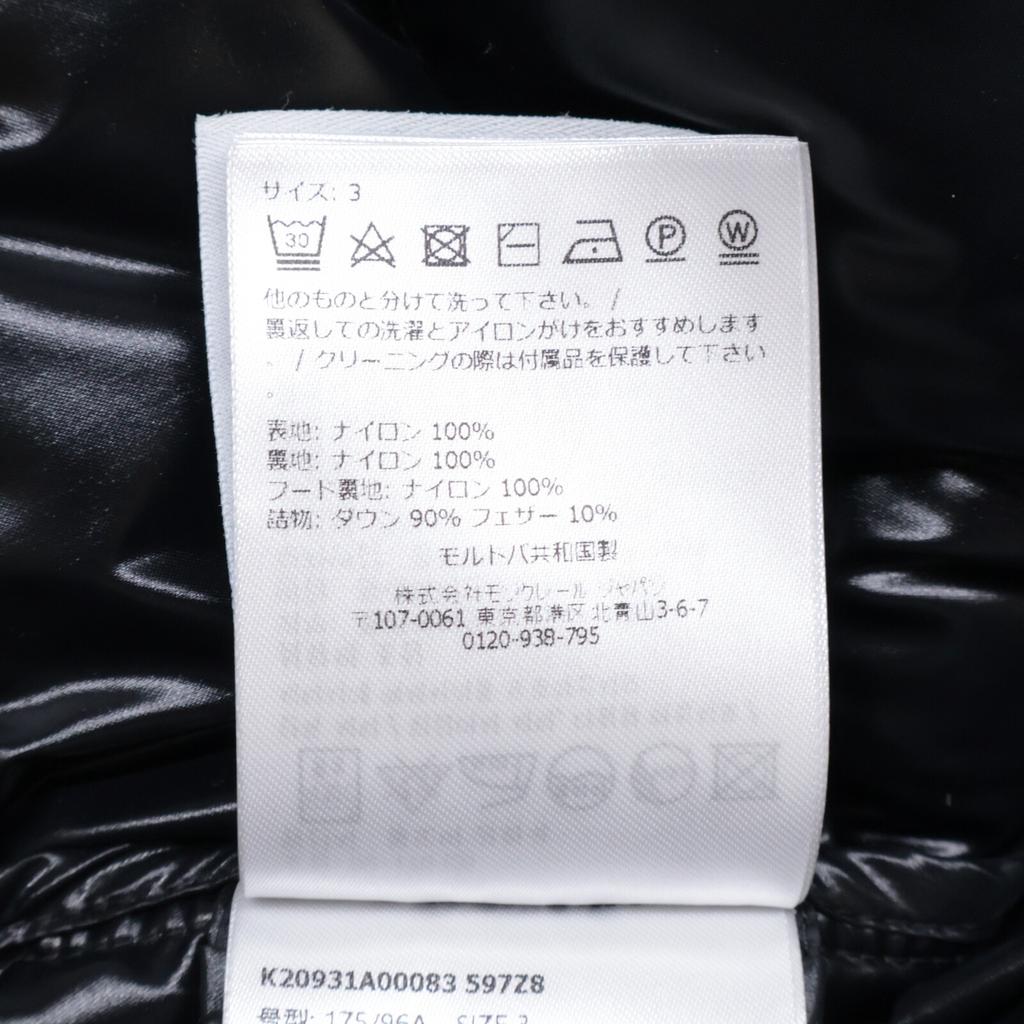 サイズ: 3
30
P
W
他のものと分けて洗って下さい。 /
裏返しての洗濯とアイロンがけをおすすめします
。 / クリーニングの際は付属品を保護して下さい
。
表地: ナイロン 100%
裏地: ナイロン 100%
フード裏地: ナイロン 100%
詰物: ダウン 90% フェザー 10%
モルドバ共和国製
株式会社モンクレール ジャパン
〒107-0061 東京都港区 北青山3-6-7
0120-938-795
K20931A00083 597Z8
号型: 175/96A SIZE 3